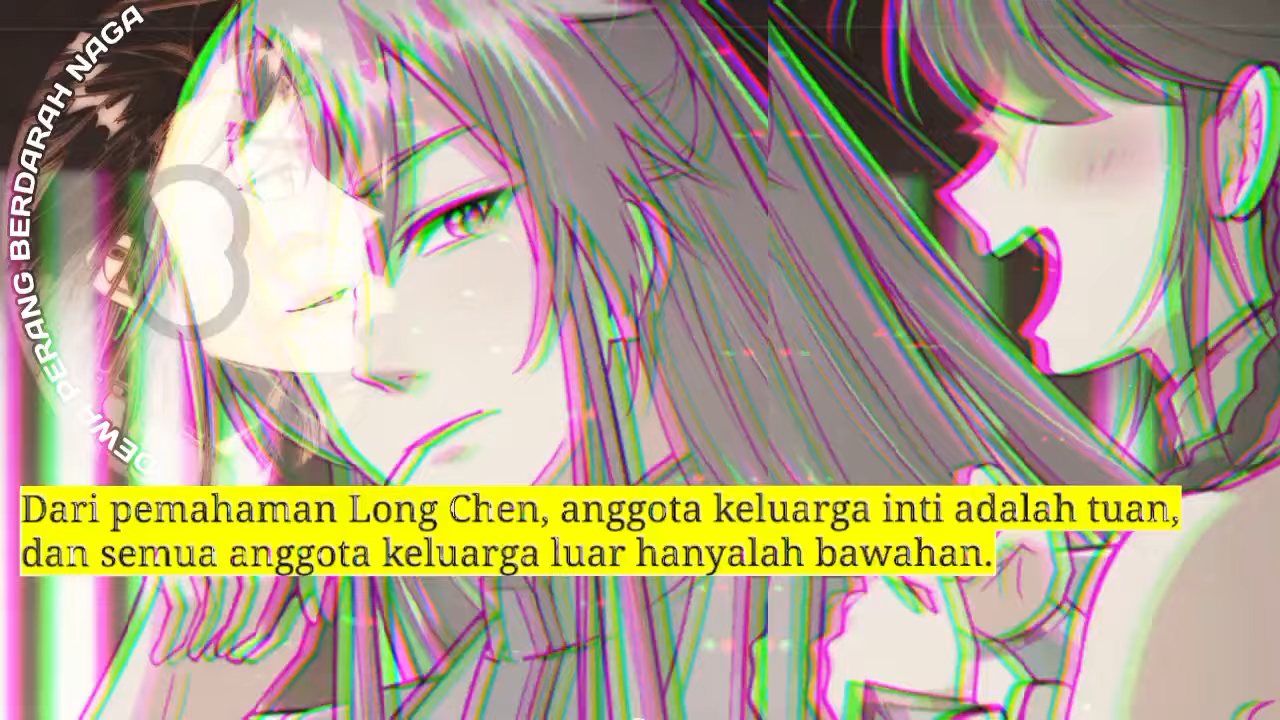 DEWA PERANG BERDARAH NAGA
Dari pemahaman Long Chen, anggota keluarga inti adalah tuan,
dan semua anggota keluarga luar hanyalah bawahan.